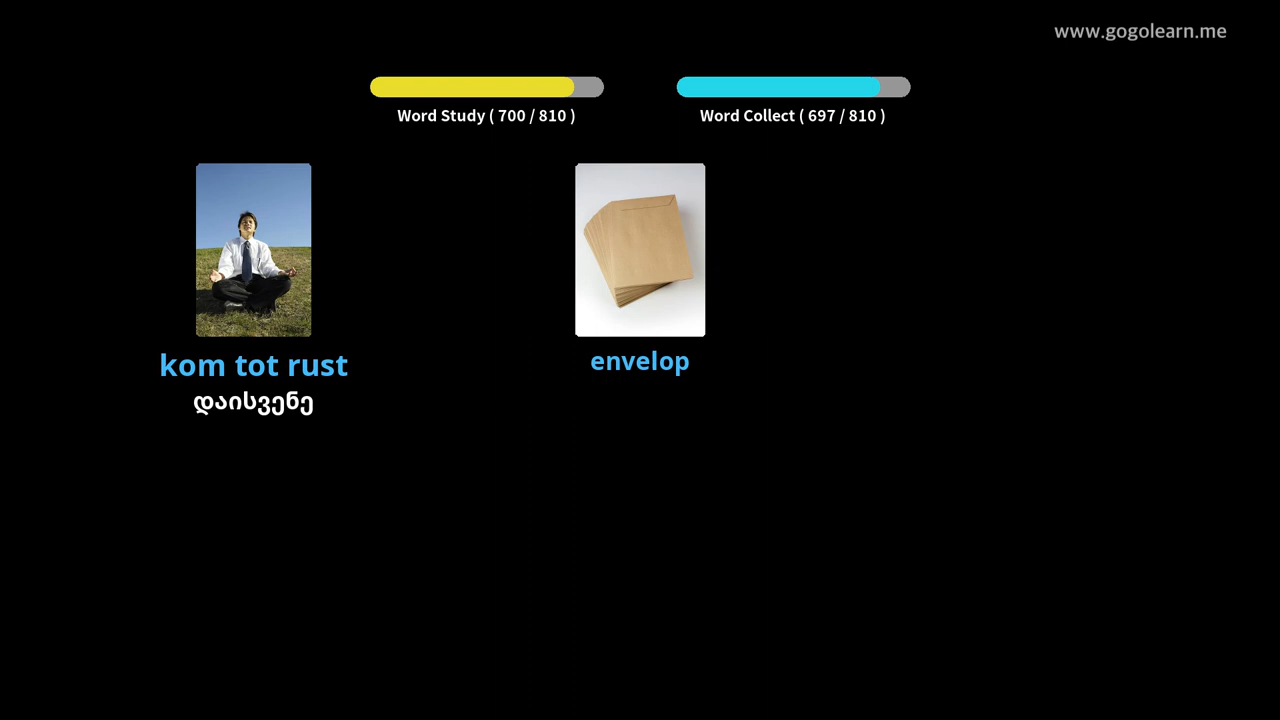 www.gogolearn.me
Word Study ( 700 / 810 )
Word Collect ( 697 / 810 )
kom tot rust
დაისვენე
envelop